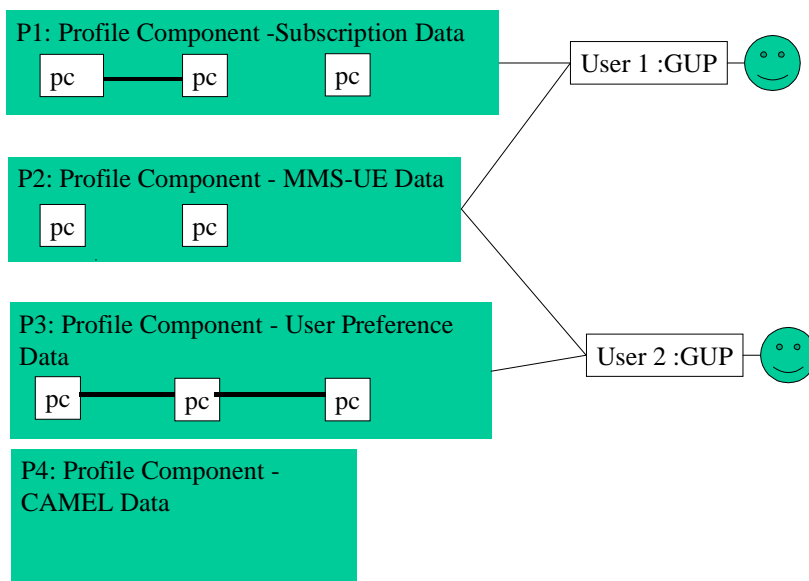 P1: Profile Component -Subscription Data
pc
pc
pc
User 1 :GUP
P2: Profile Component - MMS-UE Data
pc
pc
P3: Profile Component - User Preference
Data
pc
pc
pc
User 2 :GUP
P4: Profile Component -
CAMEL Data